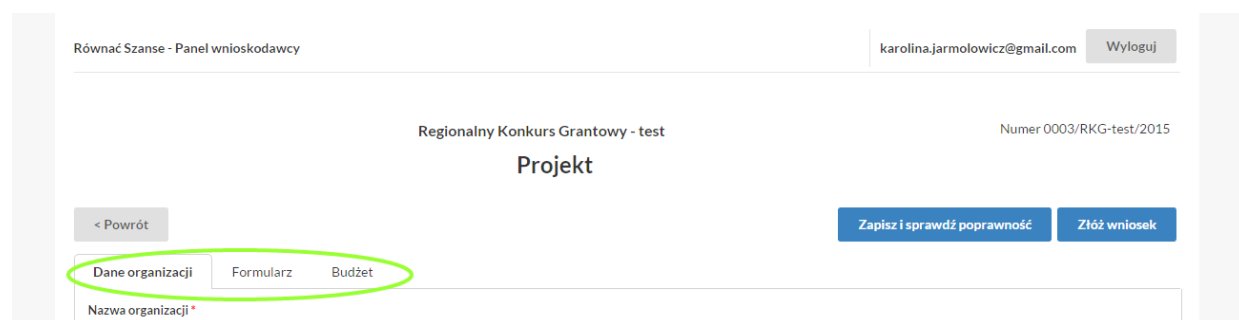 Równać Szanse - Panel wnioskodawcy
karolina.jarmolowicz@gmail.com Wyloguj
Regionalny Konkurs Grantowy - test
Numer 0003/RKG-test/2015
Projekt
< Powrót
Zapisz i sprawdź poprawność
Złóż wniosek
Dane organizacji Formularz Budżet
Nazwa organizacji *